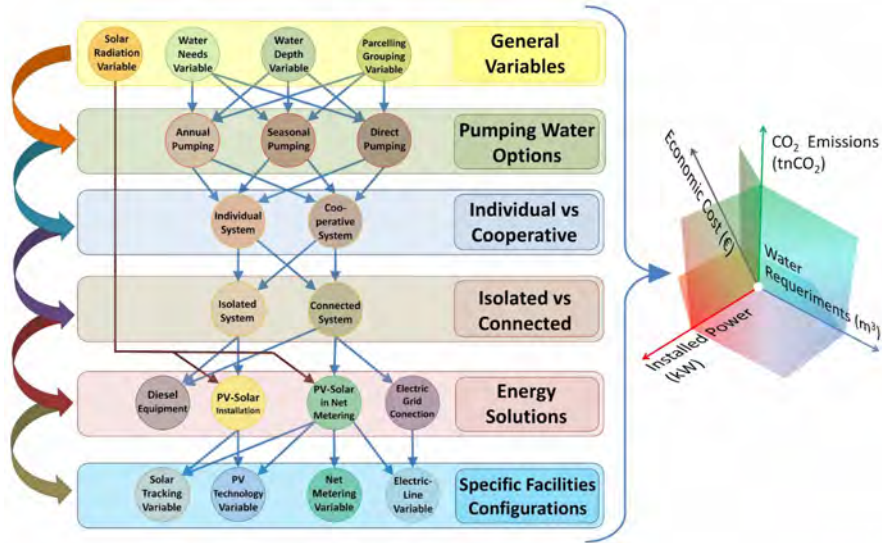 Solar
Radiation
Variable
Water
Needs
Variable
Water
Depth
Variable
Parcelling
Grouping
Variable
General
Variables
Annual
Pumping
Seasonal
Pumping
Direct
Pumping
Pumping Water
Options
Individual
System
Coo-
perative
System
Individual vs
Cooperative
Isolated
System
Connected
System
Isolated vs
Connected
Diesel
Equipment
PV-Solar
Installation
PV-Solar
in Net
Metering
Electric
Grid
Conection
Energy
Solutions
Solar
Tracking
Variable
PV
Technology
Variable
Net
Metering
Variable
Electric-
Line
Variable
Specific Facilities
Configurations
Economic Cost (€)
CO2 Emissions
(tnCO2)
Water
Requeriments (m³)
Installed Power
(kW)